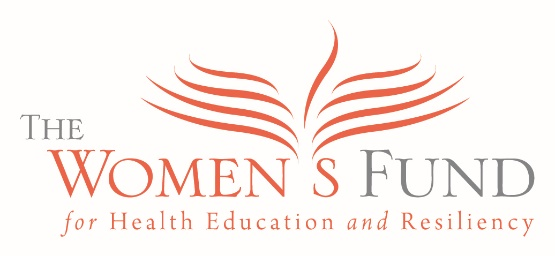 THE
WOMEN'S FUND
for Health Education and Resiliency